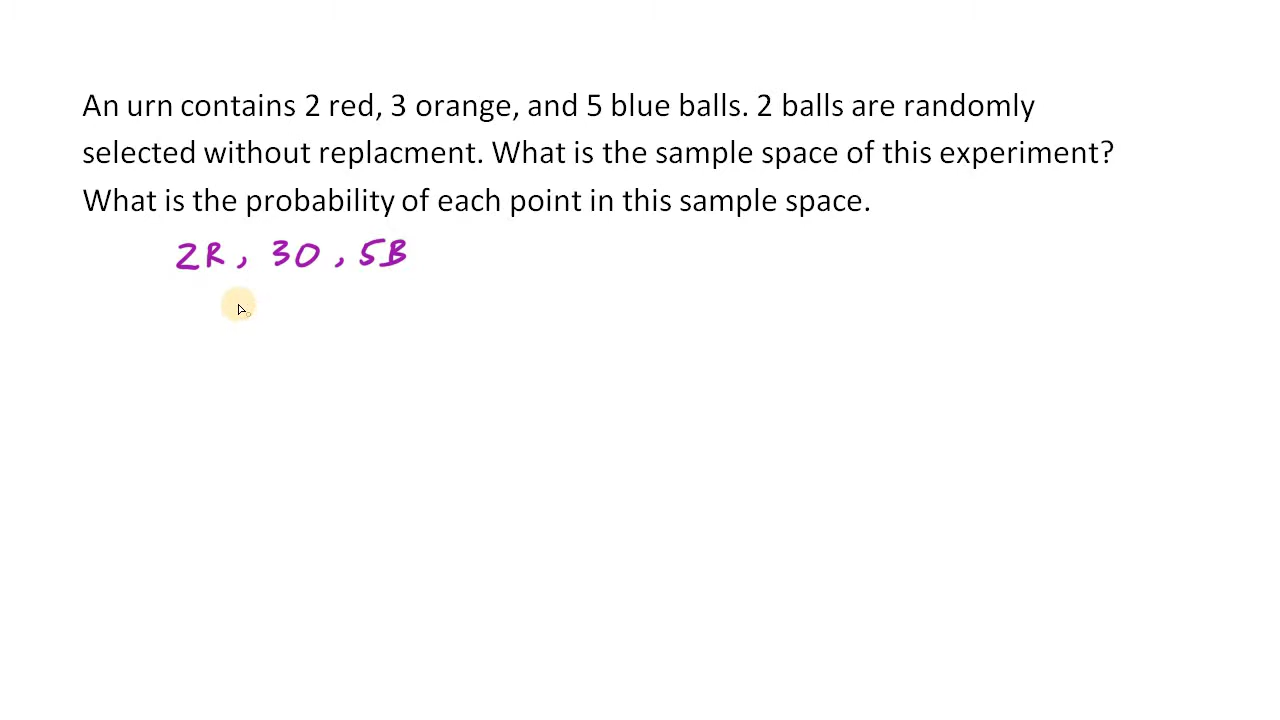 An urn contains 2 red, 3 orange, and 5 blue balls. 2 balls are randomly
selected without replacment. What is the sample space of this experiment?
What is the probability of each point in this sample space.
2R, 3O, 5B